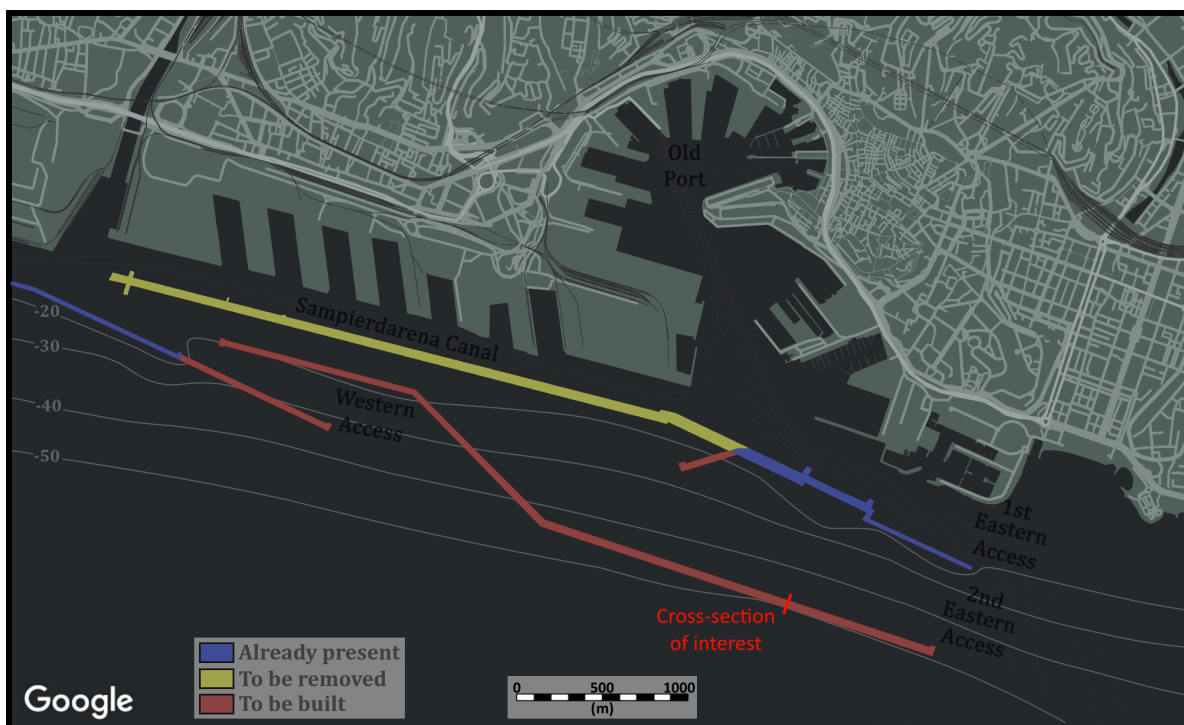 Old
Port
Sampierdarena Canal
-20
-30
-40
-50
Western
Access
1st
Eastern
Access
2nd
Eastern
Access
Cross-section
of interest
Already present
To be removed
To be built
Google
0 500 1000
(m)